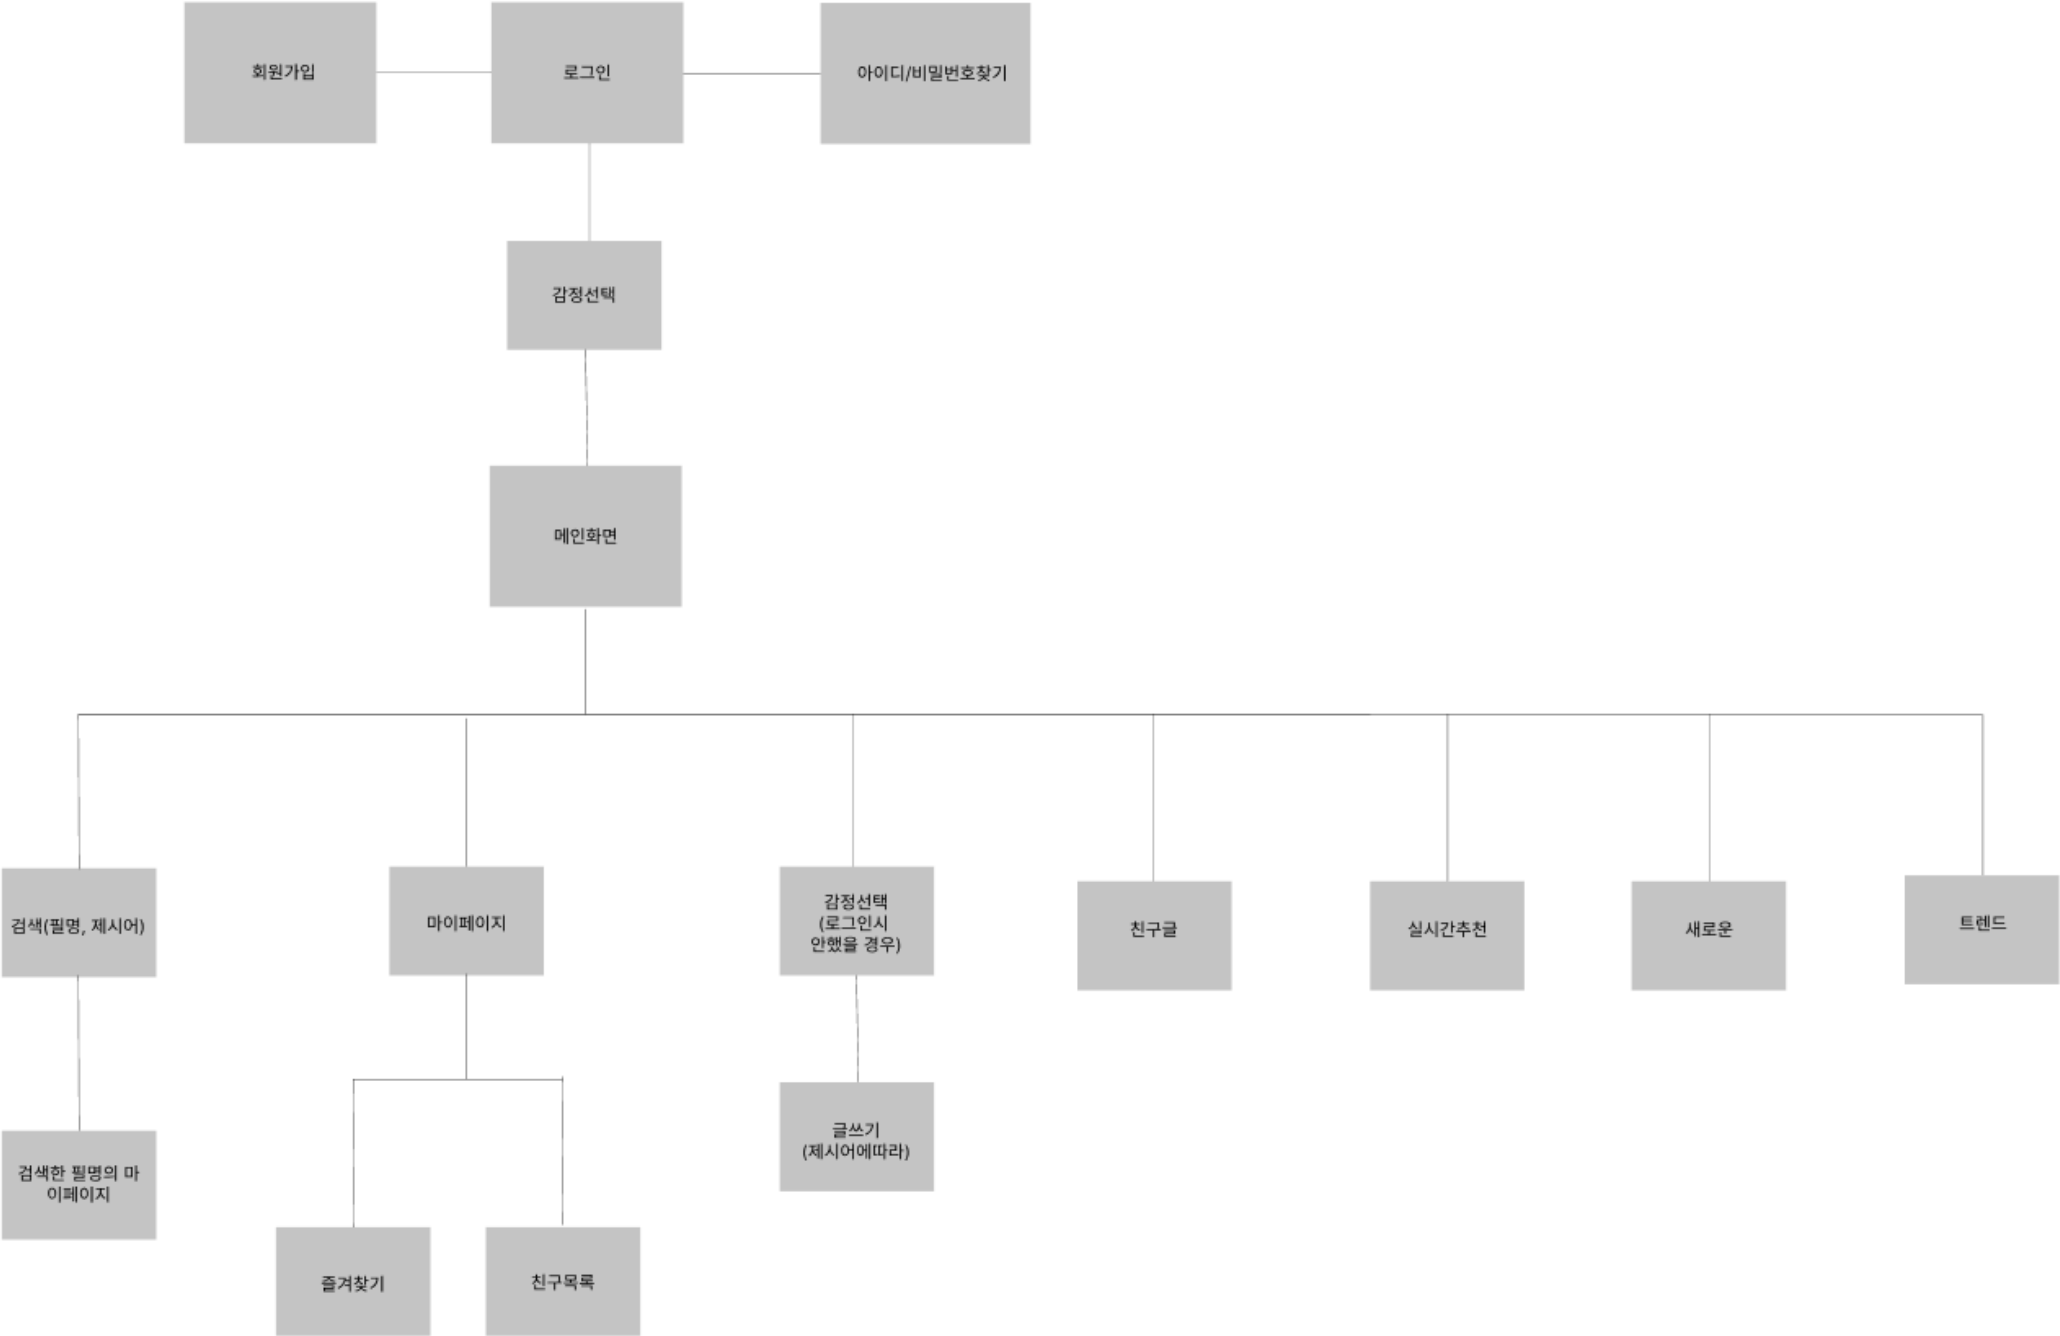 회원가입
로그인
아이디/비밀번호찾기
감정선택
메인화면
검색(필명, 제시어)
마이페이지
감정선택
(로그인시
안했을 경우)
친구글
실시간추천
새로운
트렌드
검색한 필명의 마
이페이지
글쓰기
(제시어에따라)
즐겨찾기
친구목록